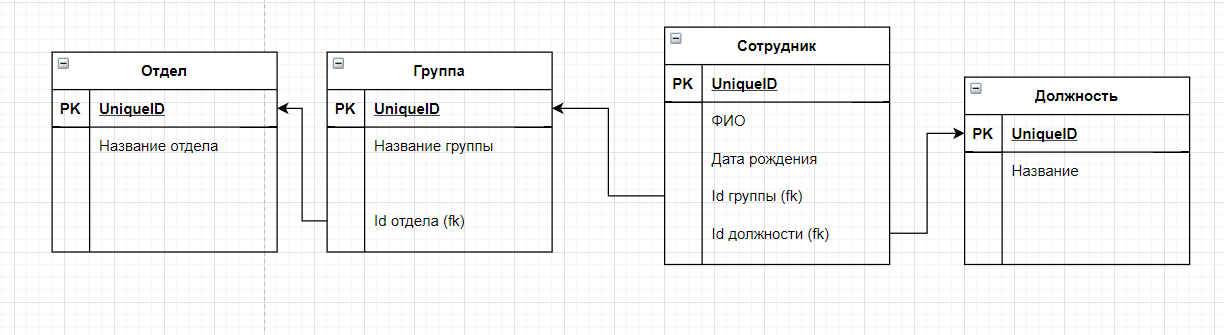 Отдел
PK UniqueID
Название отдела
Группа
PK UniqueID
Название группы
Id отдела (fk)
Сотрудник
PK UniqueID
ФИО
Дата рождения
Id группы (fk)
Id должности (fk)
Должность
PK UniqueID
Название